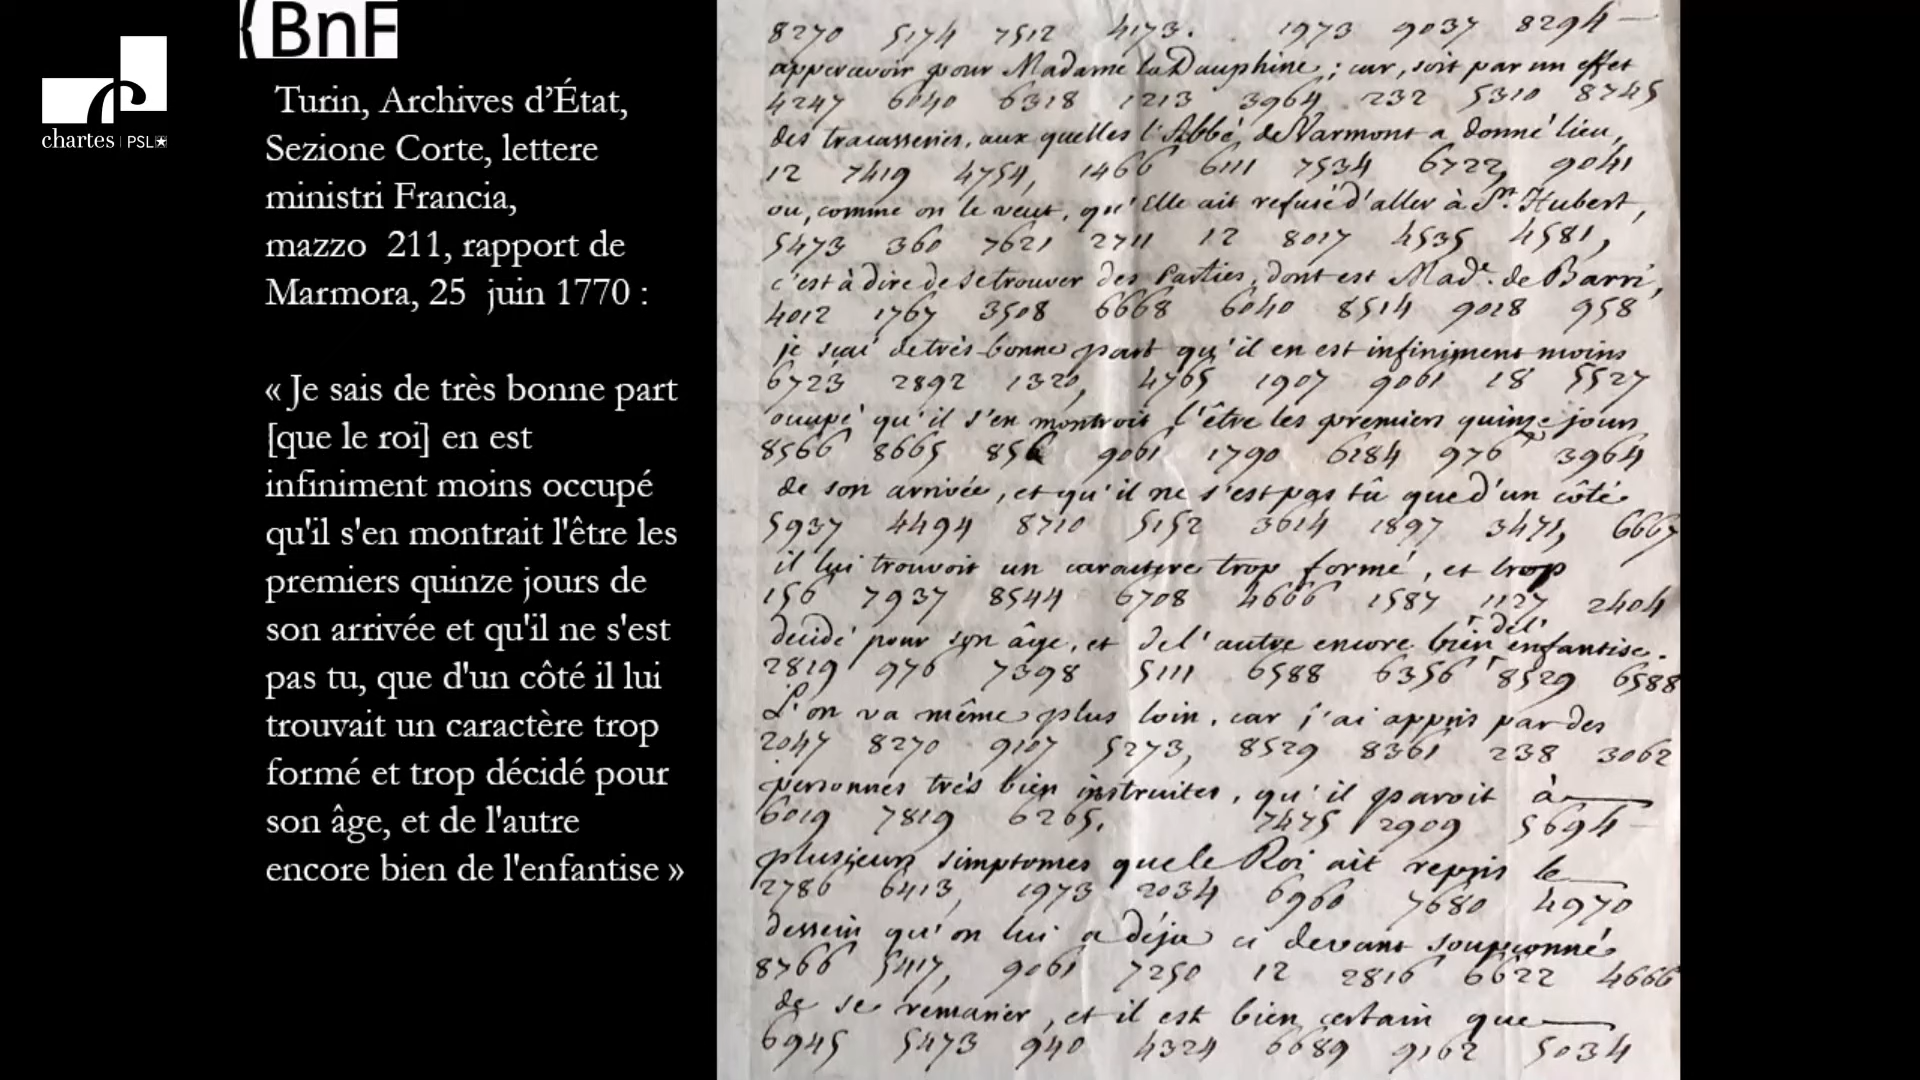 {BnF
chartes | PSL
Turin, Archives d’État,
Sezione Corte, lettere
ministri Francia,
mazzo 211, rapport de
Marmora, 25 juin 1770 :
« Je sais de très bonne part
[que le roi] en est
infiniment moins occupé
qu'il s'en montrait l'être les
premiers quinze jours de
son arrivée et qu'il ne s'est
pas tu, que d'un côté il lui
trouvait un caractère trop
formé et trop décidé pour
son âge, et de l'autre
encore bien de l'enfantise »
8270 5174 7512 4173. 1973 9037 8294
appercevoir pour Madame la Dauphine ; car, soit par un effet
4247 6040 6318 1213 3964 232 5310 8745
des tracasseries, aux quelles l'Abbé de Varmont a donné lieu,
12 7419 4754, 1466 6111 7534 6722, 9041
ou, comme on le veut, qu'Elle ait refusé d'aller à St. Hubert,
5473 360 7621 2711 12 8017 4535 4581,
c'est à dire de se trouver des Parties, dont est Made. de Barri,
4012 1767 3508 6668 6040 8514 9028 958
je sçai de très bonne part qu'il en est infiniment moins
6723 2892 1320, 4765 1907 9061 18 5527
occupé qu'il s'en montroit l'être les premiers quinze jours
8566 8665 856 9061 1790 6284 976 3964
de son arrivée, et qu'il ne s'est pas tû que d'un côté
5937 4494 8710 5152 3614 1897 3471, 6667
il lui trouvoit un caractere trop formé, et trop
156 7937 8544 6708 4666 1587 1127 2404
decidé pour son âge, et de l'autre encore bien de l'enfantise.
2819 976 7398 5111 6588 6356 8529 6588
L'on va même plus loin, car j'ai appris par des
2047 8270 9107 5273, 8529 8361 238 3062
personnes très bien instruites, qu'il paroit à
6019 7819 6265. 7475 2909 5694
plusieurs simptomes que le Roi ait repris le
2786 6413, 1973 2034 6960 7680 4970
dessein qu'on lui a déja ci devant soupçonné
8766 5417, 9061 7250 12 2816 6622 4666
de se remarier, et il est bien certain que
6945 5473 940 4324 6689 9162 5034